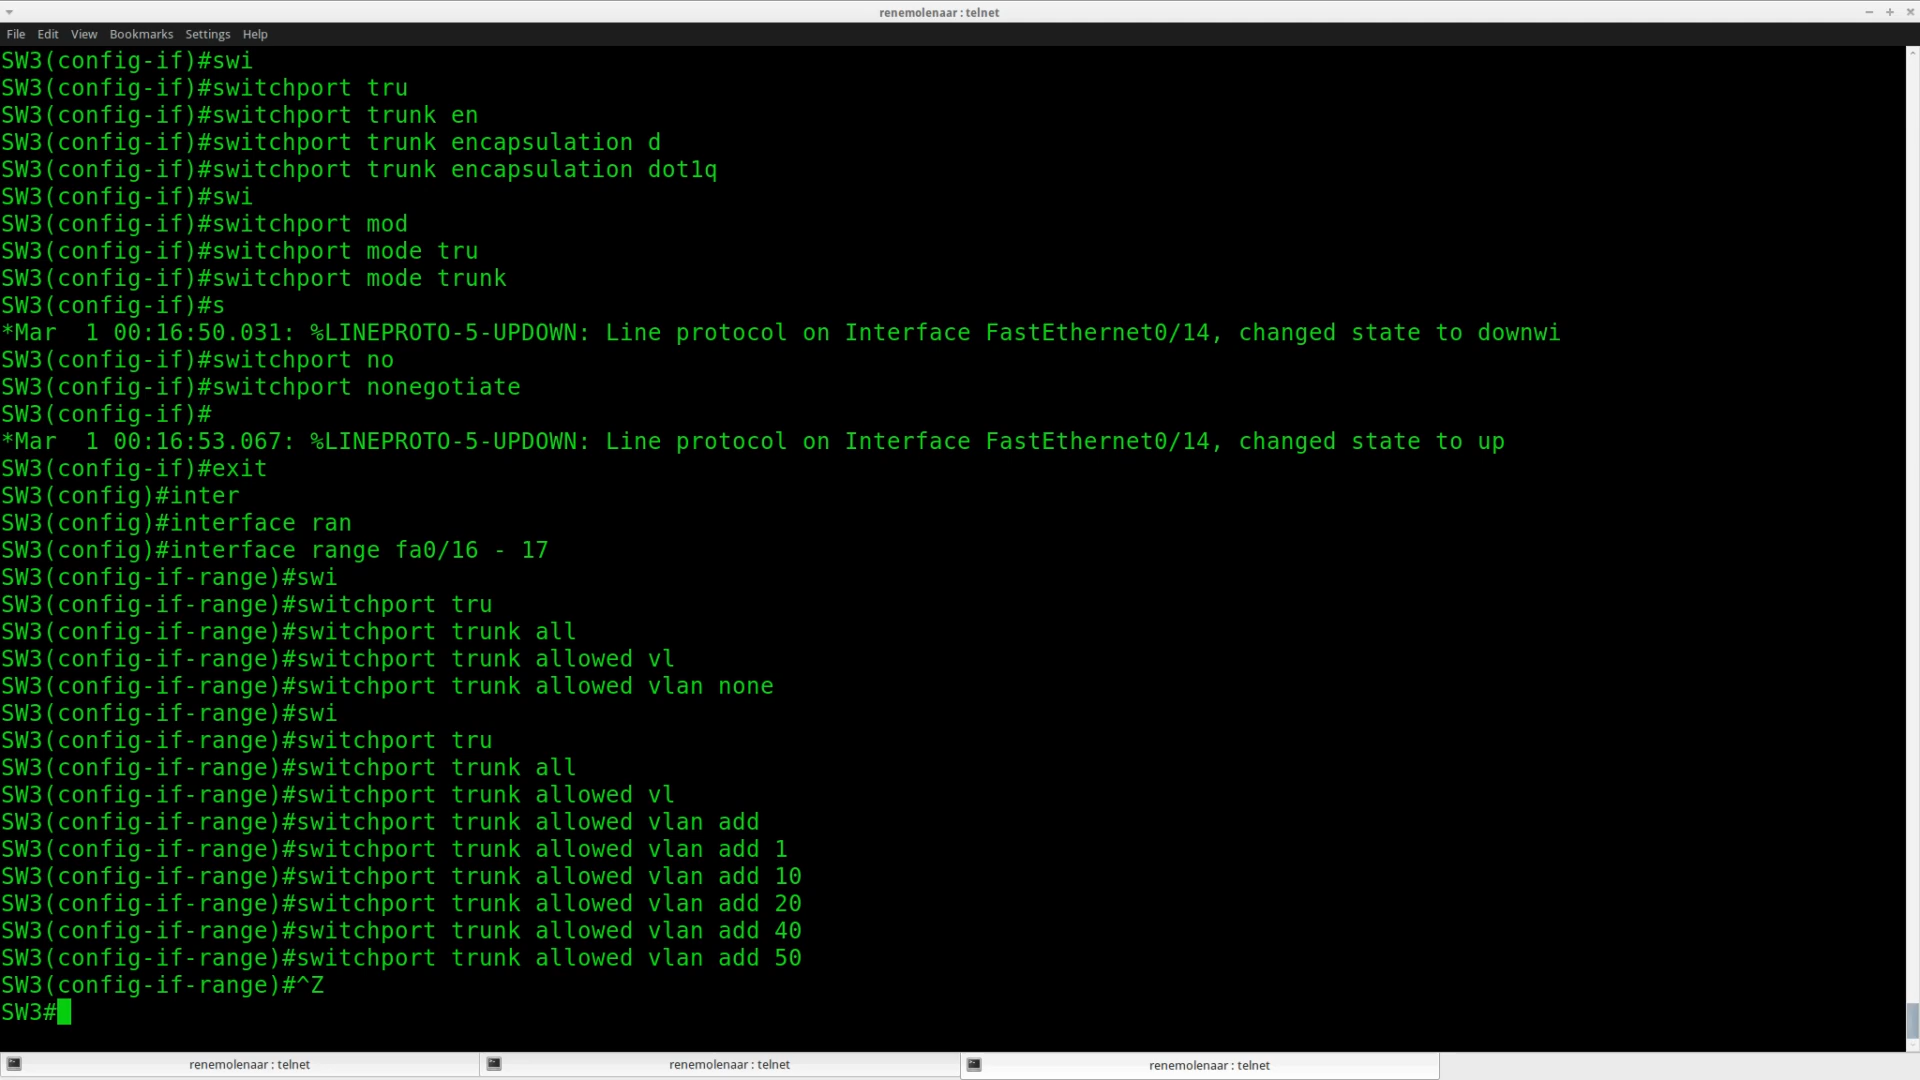 renemolenaar : telnet
File Edit View Bookmarks Settings Help
SW3(config-if)#swi
SW3(config-if)#switchport tru
SW3(config-if)#switchport trunk en
SW3(config-if)#switchport trunk encapsulation d
SW3(config-if)#switchport trunk encapsulation dot1q
SW3(config-if)#swi
SW3(config-if)#switchport mod
SW3(config-if)#switchport mode tru
SW3(config-if)#switchport mode trunk
SW3(config-if)#s
*Mar  1 00:16:50.031: %LINEPROTO-5-UPDOWN: Line protocol on Interface FastEthernet0/14, changed state to downwi
SW3(config-if)#switchport no
SW3(config-if)#switchport nonegotiate
SW3(config-if)#
*Mar  1 00:16:53.067: %LINEPROTO-5-UPDOWN: Line protocol on Interface FastEthernet0/14, changed state to up
SW3(config-if)#exit
SW3(config)#inter
SW3(config)#interface ran
SW3(config)#interface range fa0/16 - 17
SW3(config-if-range)#swi
SW3(config-if-range)#switchport tru
SW3(config-if-range)#switchport trunk all
SW3(config-if-range)#switchport trunk allowed vl
SW3(config-if-range)#switchport trunk allowed vlan none
SW3(config-if-range)#swi
SW3(config-if-range)#switchport tru
SW3(config-if-range)#switchport trunk all
SW3(config-if-range)#switchport trunk allowed vl
SW3(config-if-range)#switchport trunk allowed vlan add
SW3(config-if-range)#switchport trunk allowed vlan add 1
SW3(config-if-range)#switchport trunk allowed vlan add 10
SW3(config-if-range)#switchport trunk allowed vlan add 20
SW3(config-if-range)#switchport trunk allowed vlan add 40
SW3(config-if-range)#switchport trunk allowed vlan add 50
SW3(config-if-range)#^Z
SW3#
renemolenaar : telnet renemolenaar : telnet renemolenaar : telnet